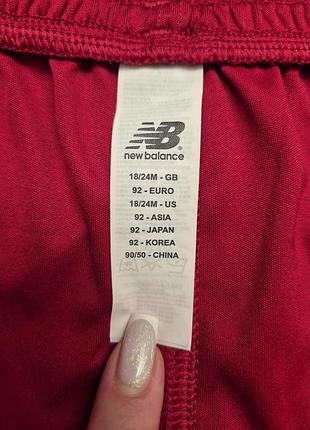 NB
new balance
18/24M - GB
92 - EURO
18/24M - US
92 - ASIA
92 - JAPAN
92 - KOREA
90/50 - CHINA